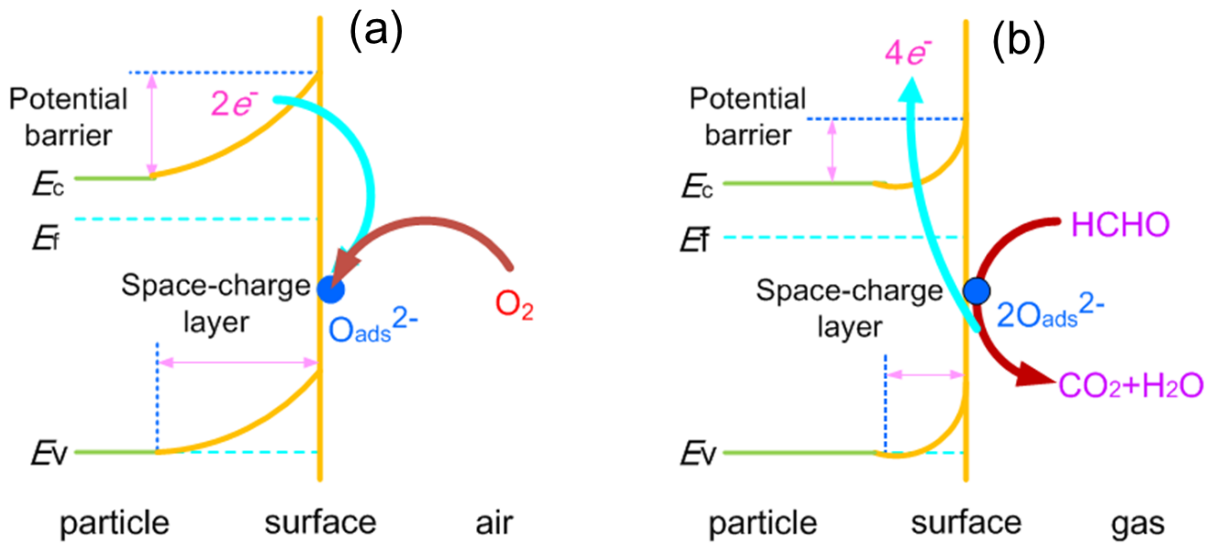 (a)
2e⁻
Potential
barrier
Ec
Ef
Space-charge
layer
Oads²⁻
O₂
Ev
particle
surface
air
(b)
4e⁻
Potential
barrier
Ec
Ef
HCHO
Space-charge
layer
2Oads²⁻
CO₂+H₂O
Ev
particle
surface
gas